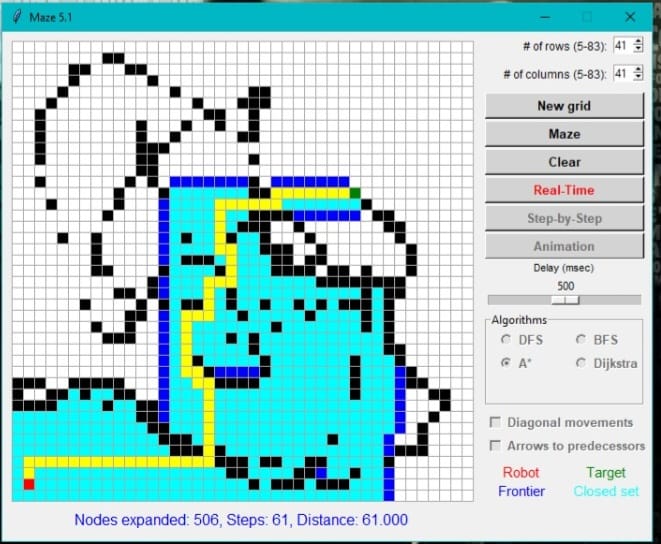 Maze 5.1
# of rows (5-83): 41
# of columns (5-83): 41
New grid
Maze
Clear
Real-Time
Step-by-Step
Animation
Delay (msec)
500
Algorithms
DFS BFS
A* Dijkstra
Diagonal movements
Arrows to predecessors
Robot Target
Frontier Closed set
Nodes expanded: 506, Steps: 61, Distance: 61.000